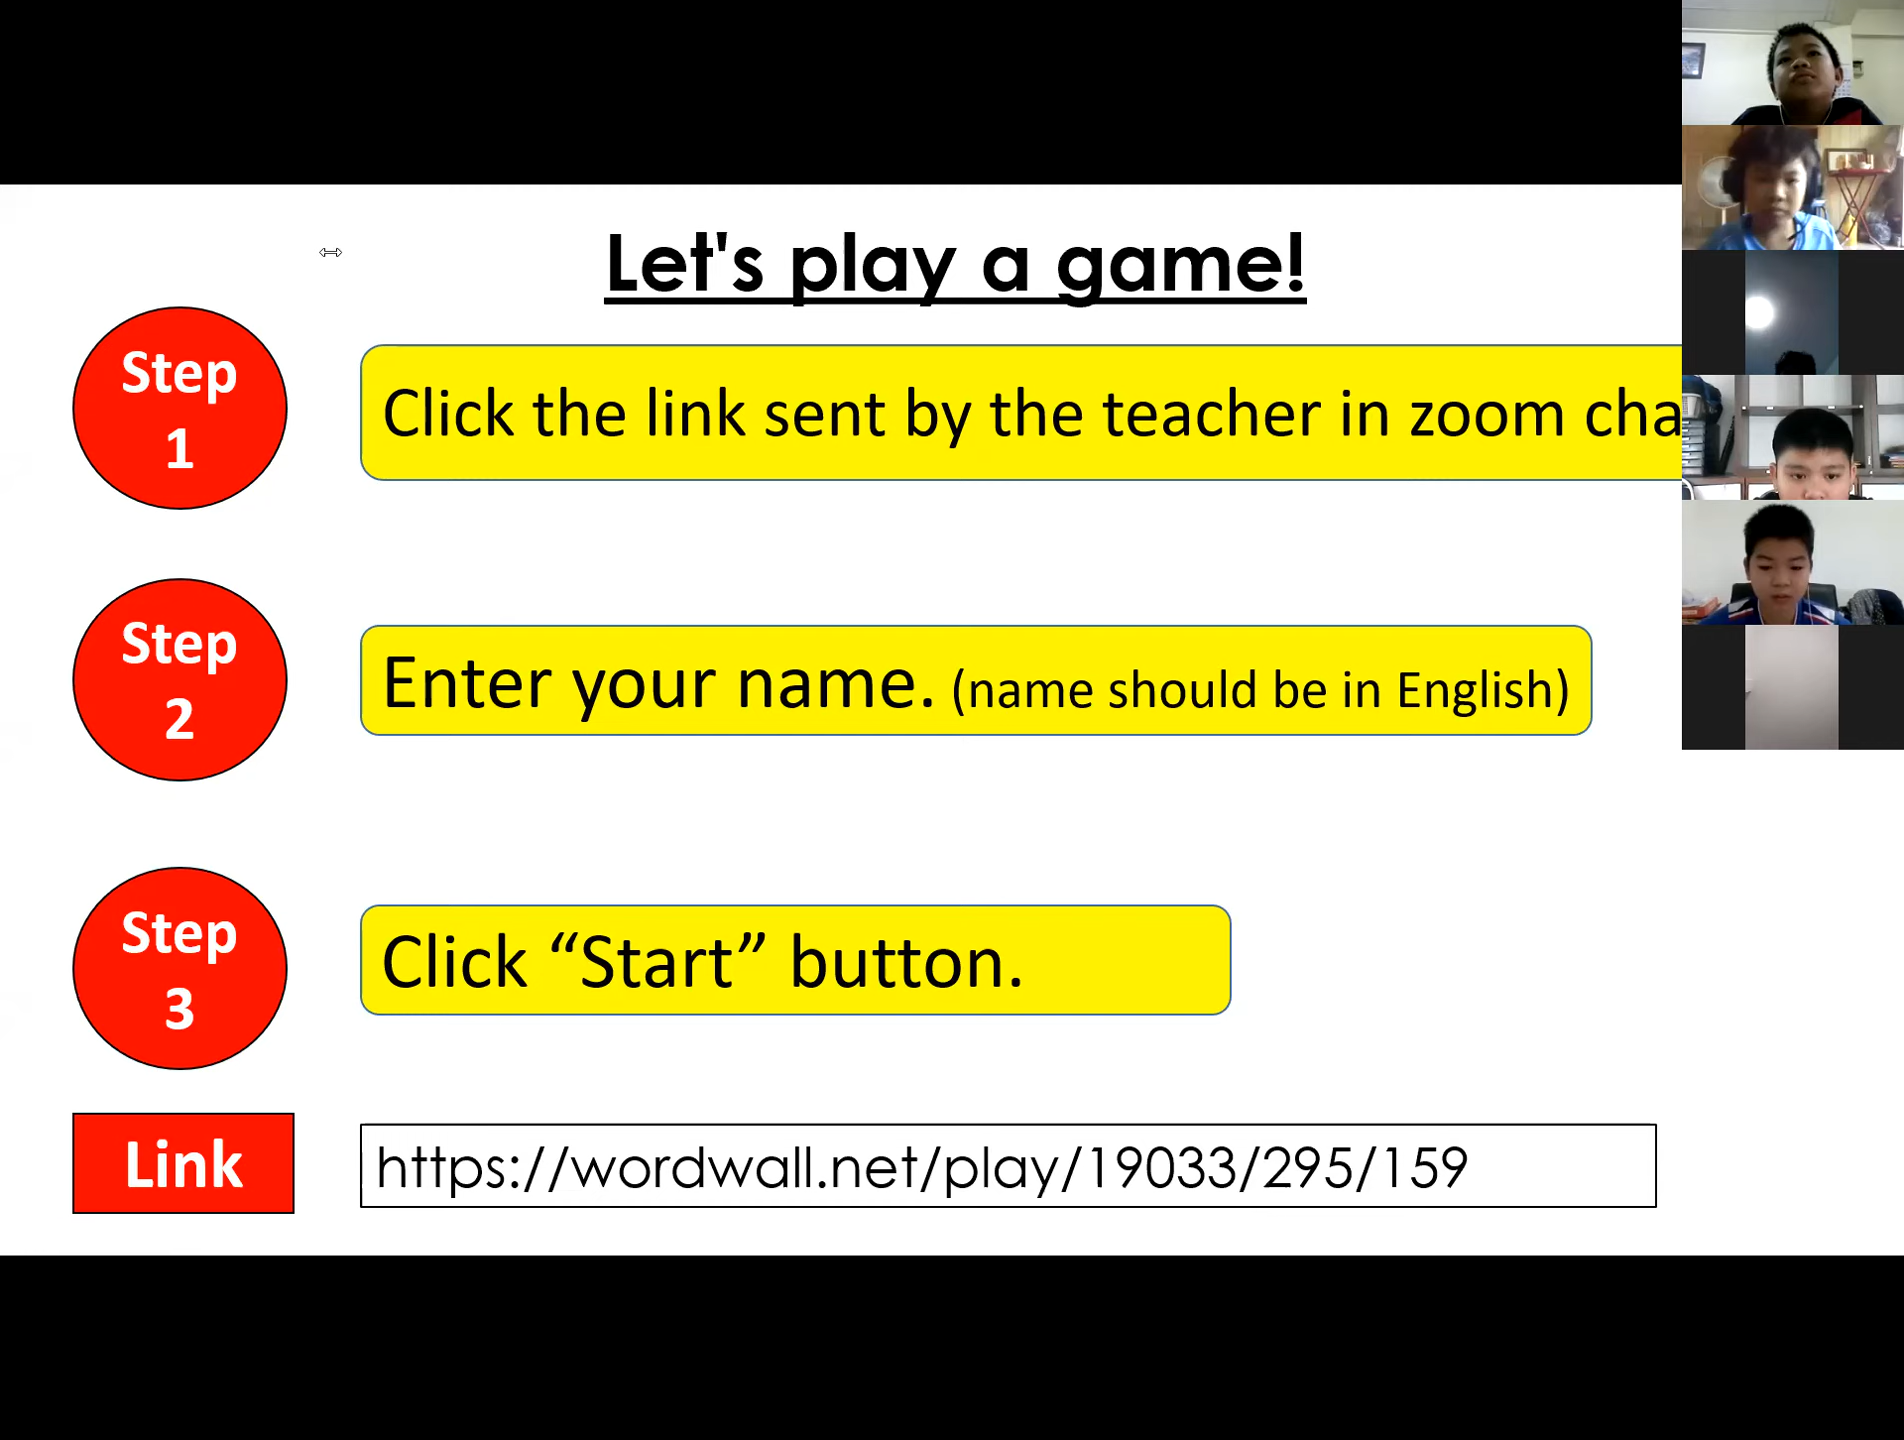 Let's play a game!
Step
1
Click the link sent by the teacher in zoom cha
Step
2
Enter your name. (name should be in English)
Step
3
Click “Start” button.
Link
https://wordwall.net/play/19033/295/159